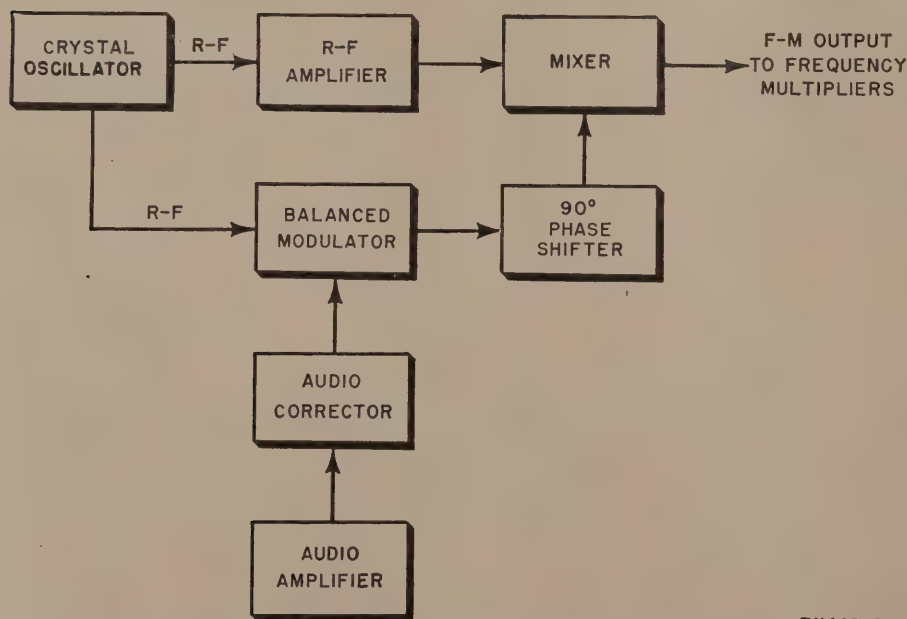 CRYSTAL
OSCILLATOR
R-F
R-F
AMPLIFIER
MIXER
F-M OUTPUT
TO FREQUENCY
MULTIPLIERS
R-F
BALANCED
MODULATOR
90°
PHASE
SHIFTER
AUDIO
CORRECTOR
AUDIO
AMPLIFIER